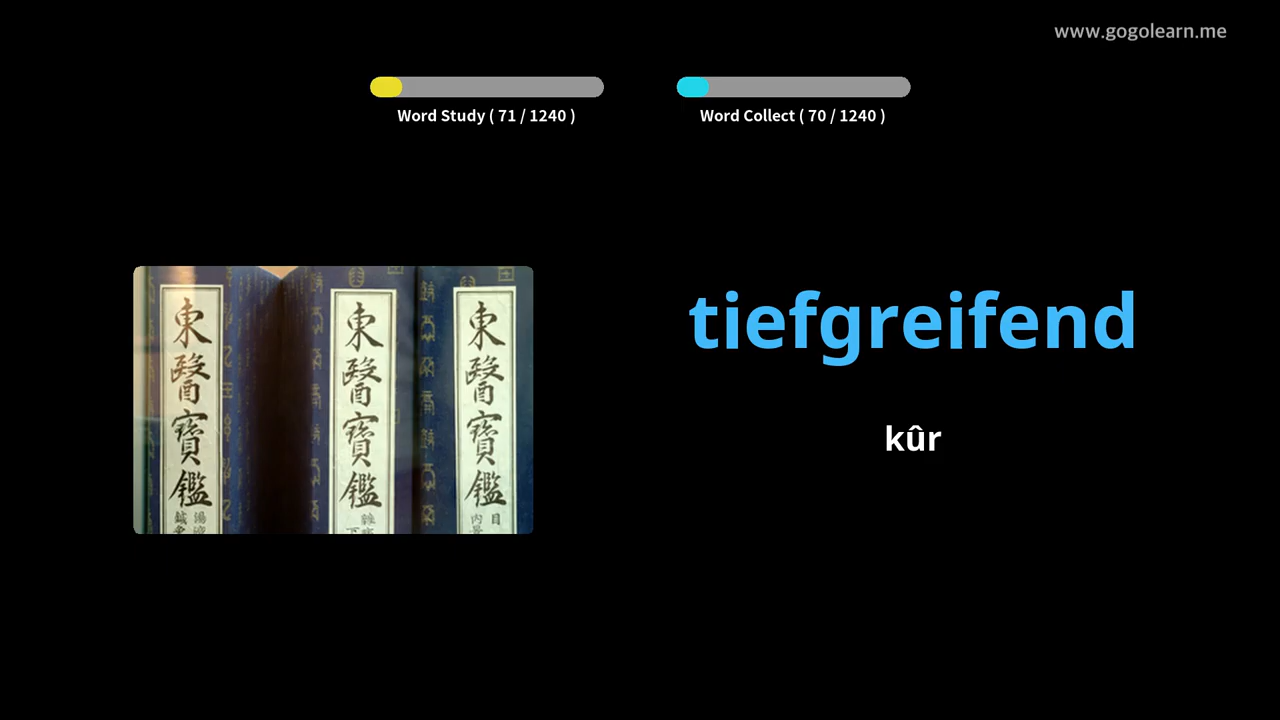 www.gogolearn.me
Word Study ( 71 / 1240 )
Word Collect ( 70 / 1240 )
東醫寶鑑
東醫寶鑑
東醫寶鑑
tiefgreifend
kûr